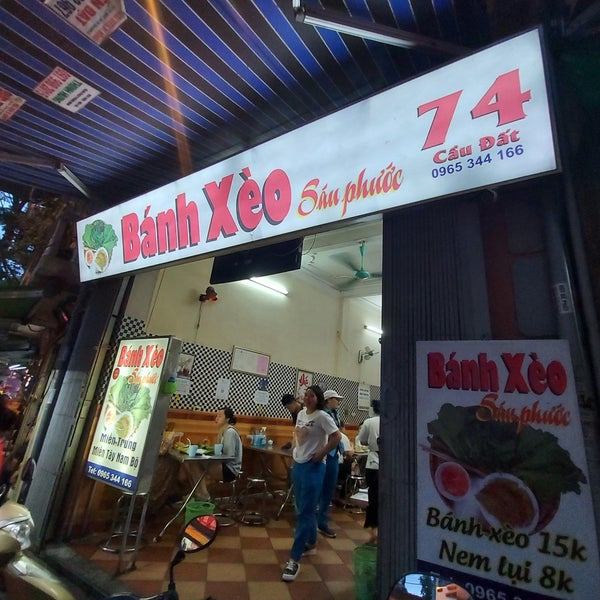 Bánh Xèo Sáu phước
74
Cầu Đất
0965 344 166
Bánh Xèo
Sáu phước
Miền Trung
Miền Tây Nam Bộ
Tel: 0965 344 166
Bánh Xèo
Sáu phước
Bánh xèo 15k
Nem lụi 8k